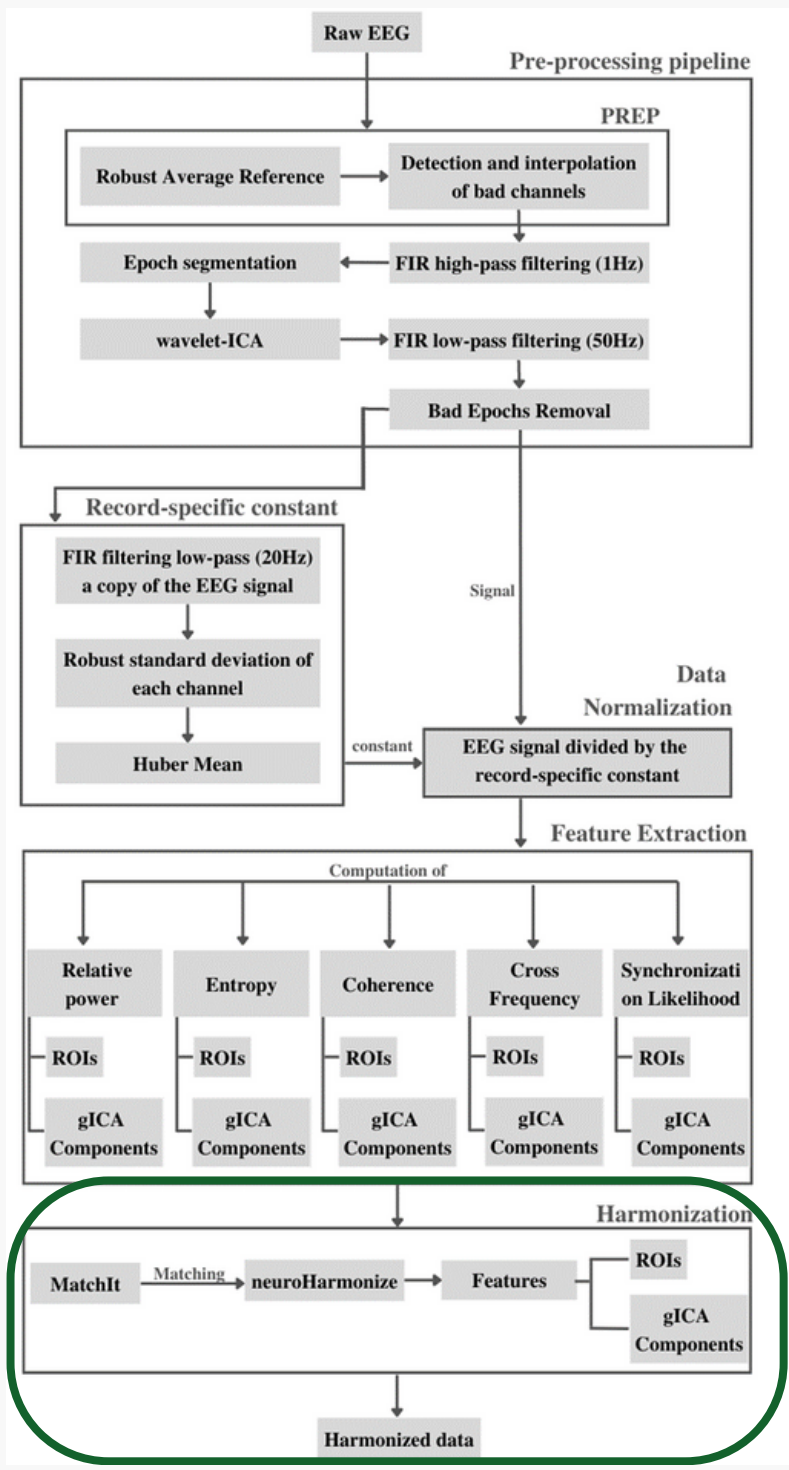 Raw EEG
Pre-processing pipeline
PREP
Robust Average Reference
Detection and interpolation
of bad channels
Epoch segmentation
FIR high-pass filtering (1Hz)
wavelet-ICA
FIR low-pass filtering (50Hz)
Bad Epochs Removal
Record-specific constant
FIR filtering low-pass (20Hz)
a copy of the EEG signal
Robust standard deviation of
each channel
Huber Mean
Signal
constant
Data
Normalization
EEG signal divided by the
record-specific constant
Feature Extraction
Computation of
Relative
power
Entropy
Coherence
Cross
Frequency
Synchronizati
on Likelihood
ROIs
ROIs
ROIs
ROIs
ROIs
gICA
Components
gICA
Components
gICA
Components
gICA
Components
gICA
Components
Harmonization
MatchIt
Matching
neuroHarmonize
Features
ROIs
gICA
Components
Harmonized data